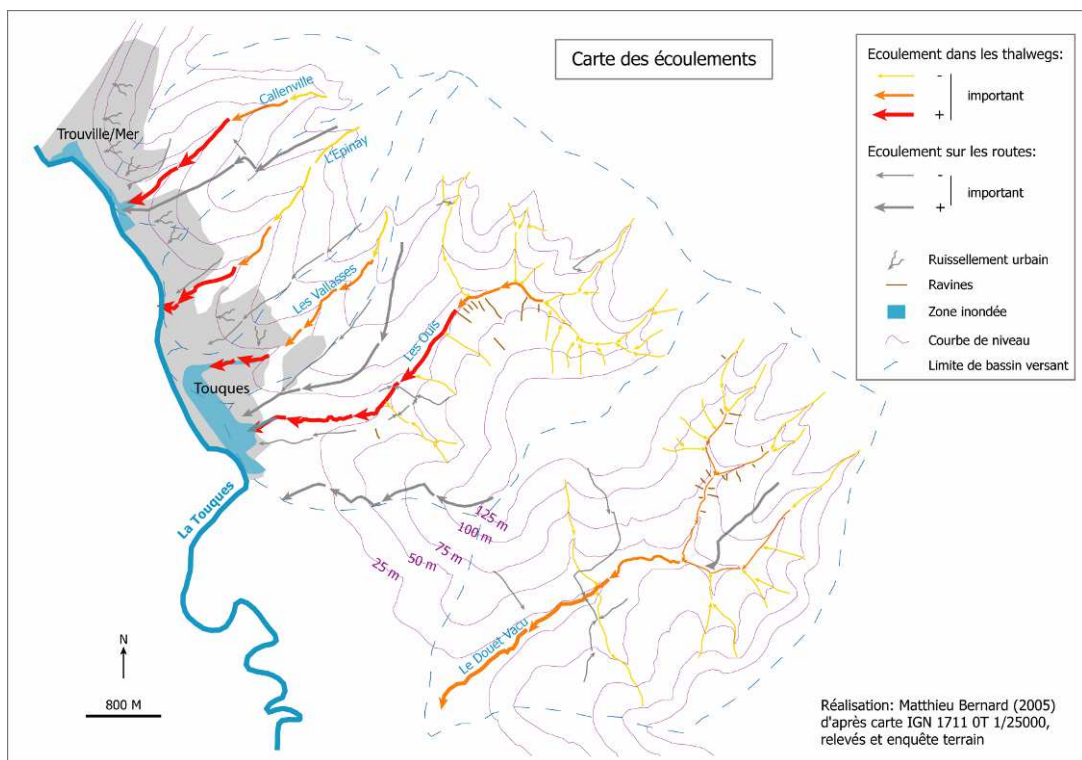 Carte des écoulements
Ecoulement dans les thalwegs:
-
important
+
Ecoulement sur les routes:
-
important
+
Ruissellement urbain
Ravines
Zone inondée
Courbe de niveau
Limite de bassin versant
Callenville
Trouville/Mer
L'Epinay
Les Vallasses
Les Ouis
Touques
La Touques
125 m
100 m
75 m
50 m
25 m
Le Douet Vacu
N
800 M
Réalisation: Matthieu Bernard (2005)
d'après carte IGN 1711 0T 1/25000,
relevés et enquête terrain